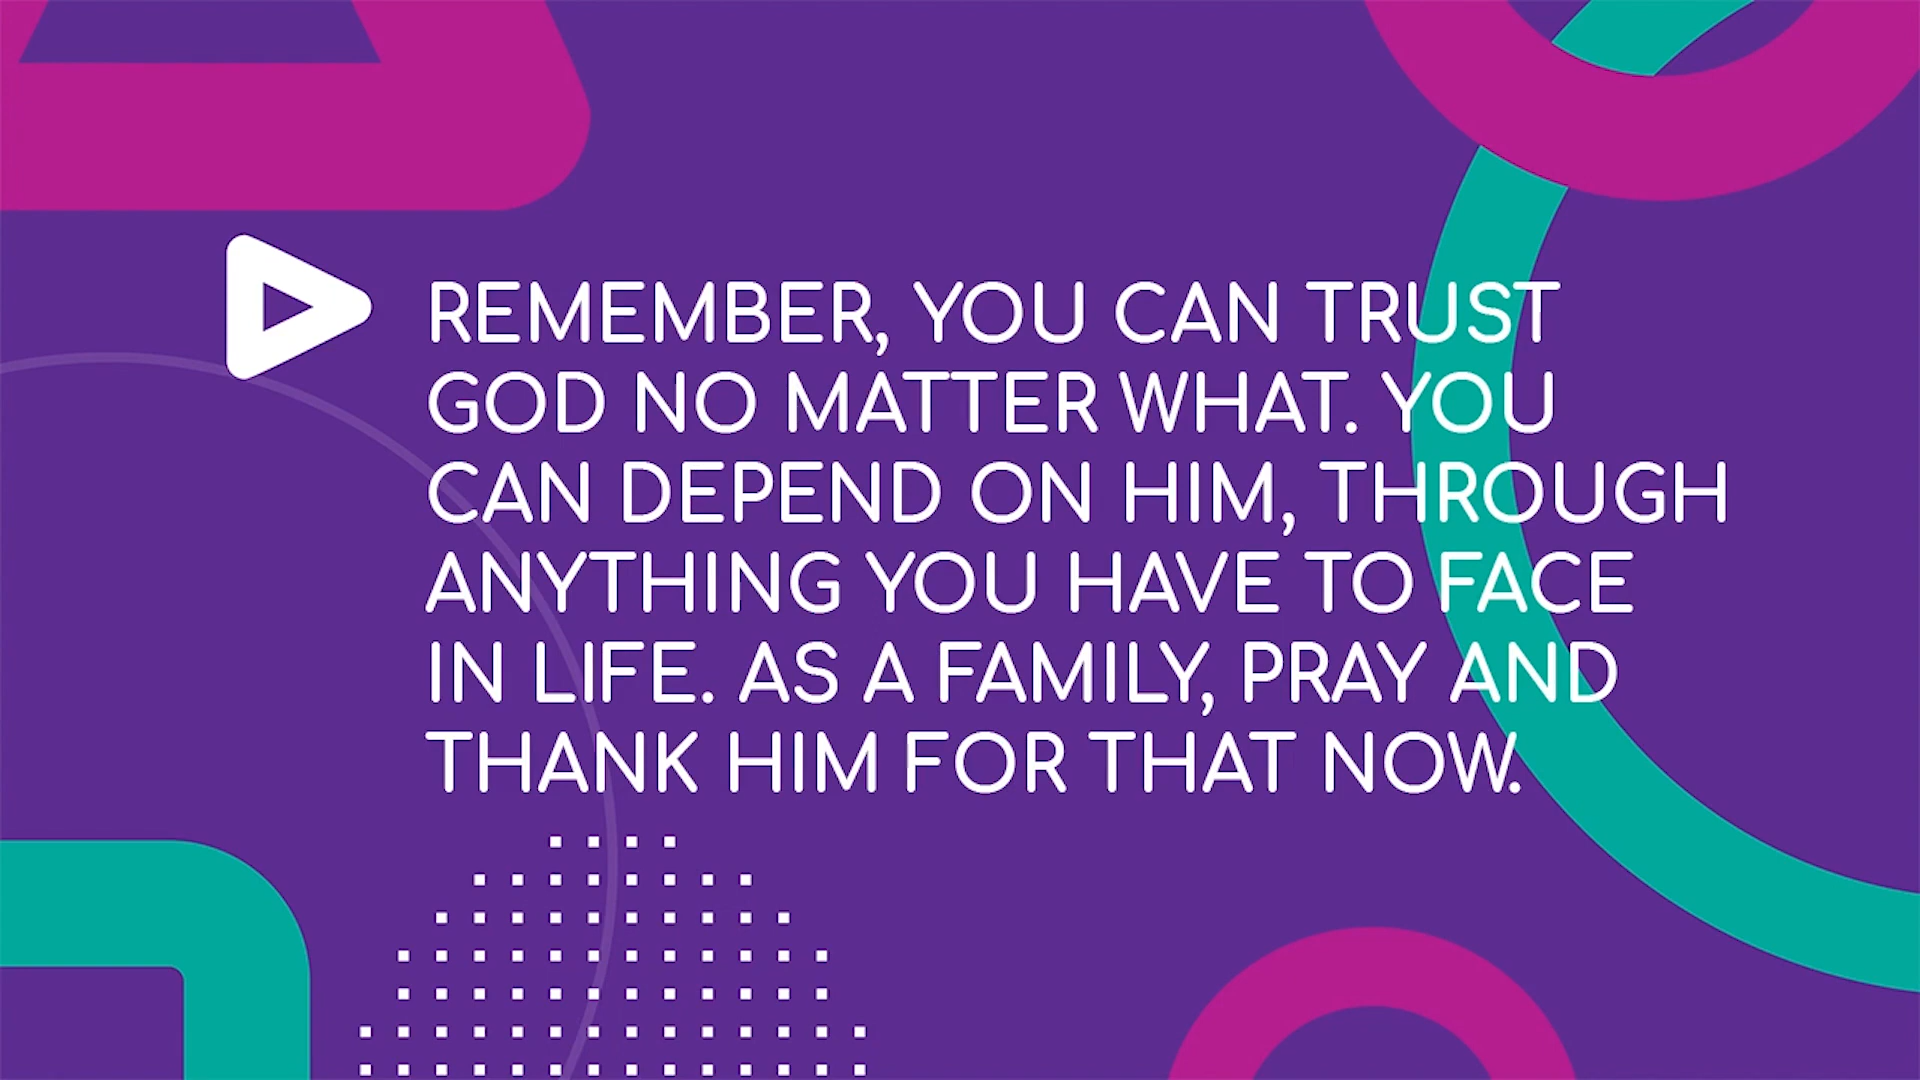 REMEMBER, YOU CAN TRUST
GOD NO MATTER WHAT. YOU
CAN DEPEND ON HIM, THROUGH
ANYTHING YOU HAVE TO FACE
IN LIFE. AS A FAMILY, PRAY AND
THANK HIM FOR THAT NOW.